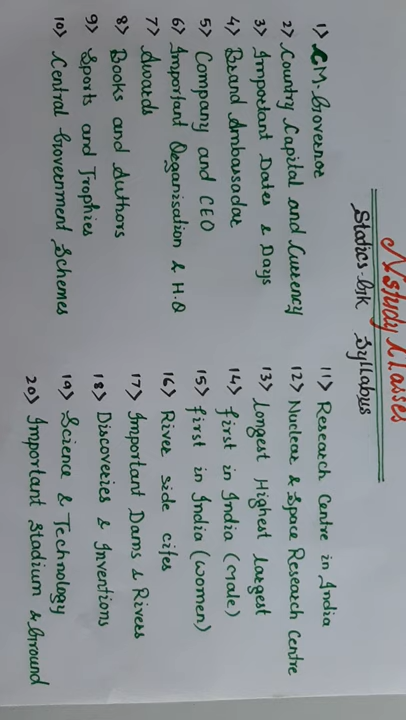 Nstudy Classes
Statics-GK Syllabus
1) CM-Governor
2) Country Capital and Currency
3) Important Dates & Days
4) Brand Ambarsador
5) Company and CEO
6) Important Organisation & H.Q
7) Awards
8) Books and Authors
9) Sports and Trophies
10) Central Government Schemes
11) Research Centre in India
12) Nuclear & Space Research Centre
13) Longest Highest Largest
14) first in India (male)
15) first in India (women)
16) River side cites
17) Important Dams & Rivers
18) Discoveries & Inventions
19) Science & Technology
20) Important Stadium & Ground